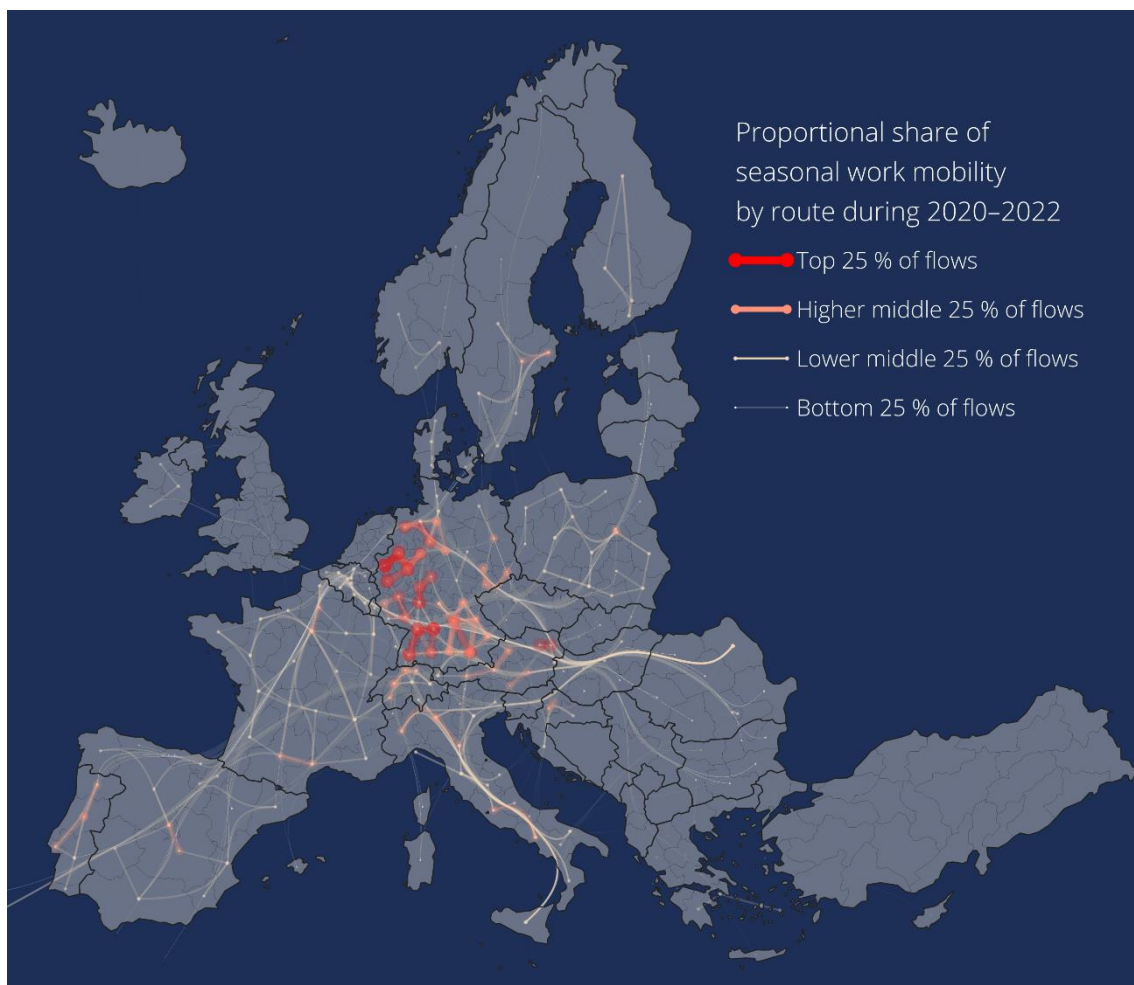 Proportional share of
seasonal work mobility
by route during 2020–2022
Top 25 % of flows
Higher middle 25 % of flows
Lower middle 25 % of flows
Bottom 25 % of flows